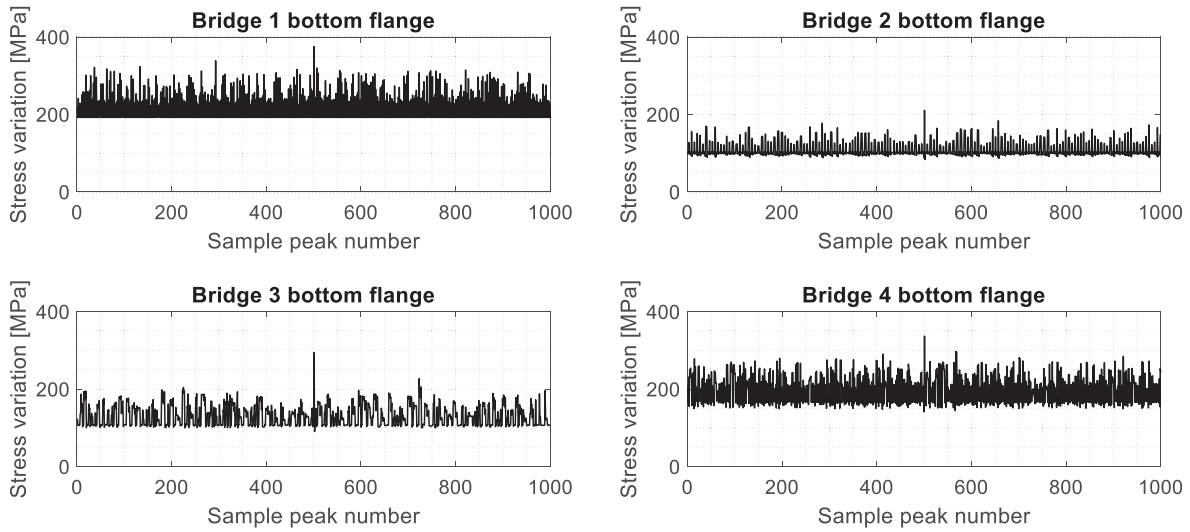 Bridge 1 bottom flange
Stress variation [MPa]
400
200
0
0 200 400 600 800 1000
Sample peak number
Bridge 2 bottom flange
Stress variation [MPa]
400
200
0
0 200 400 600 800 1000
Sample peak number
Bridge 3 bottom flange
Stress variation [MPa]
400
200
0
0 200 400 600 800 1000
Sample peak number
Bridge 4 bottom flange
Stress variation [MPa]
400
200
0
0 200 400 600 800 1000
Sample peak number